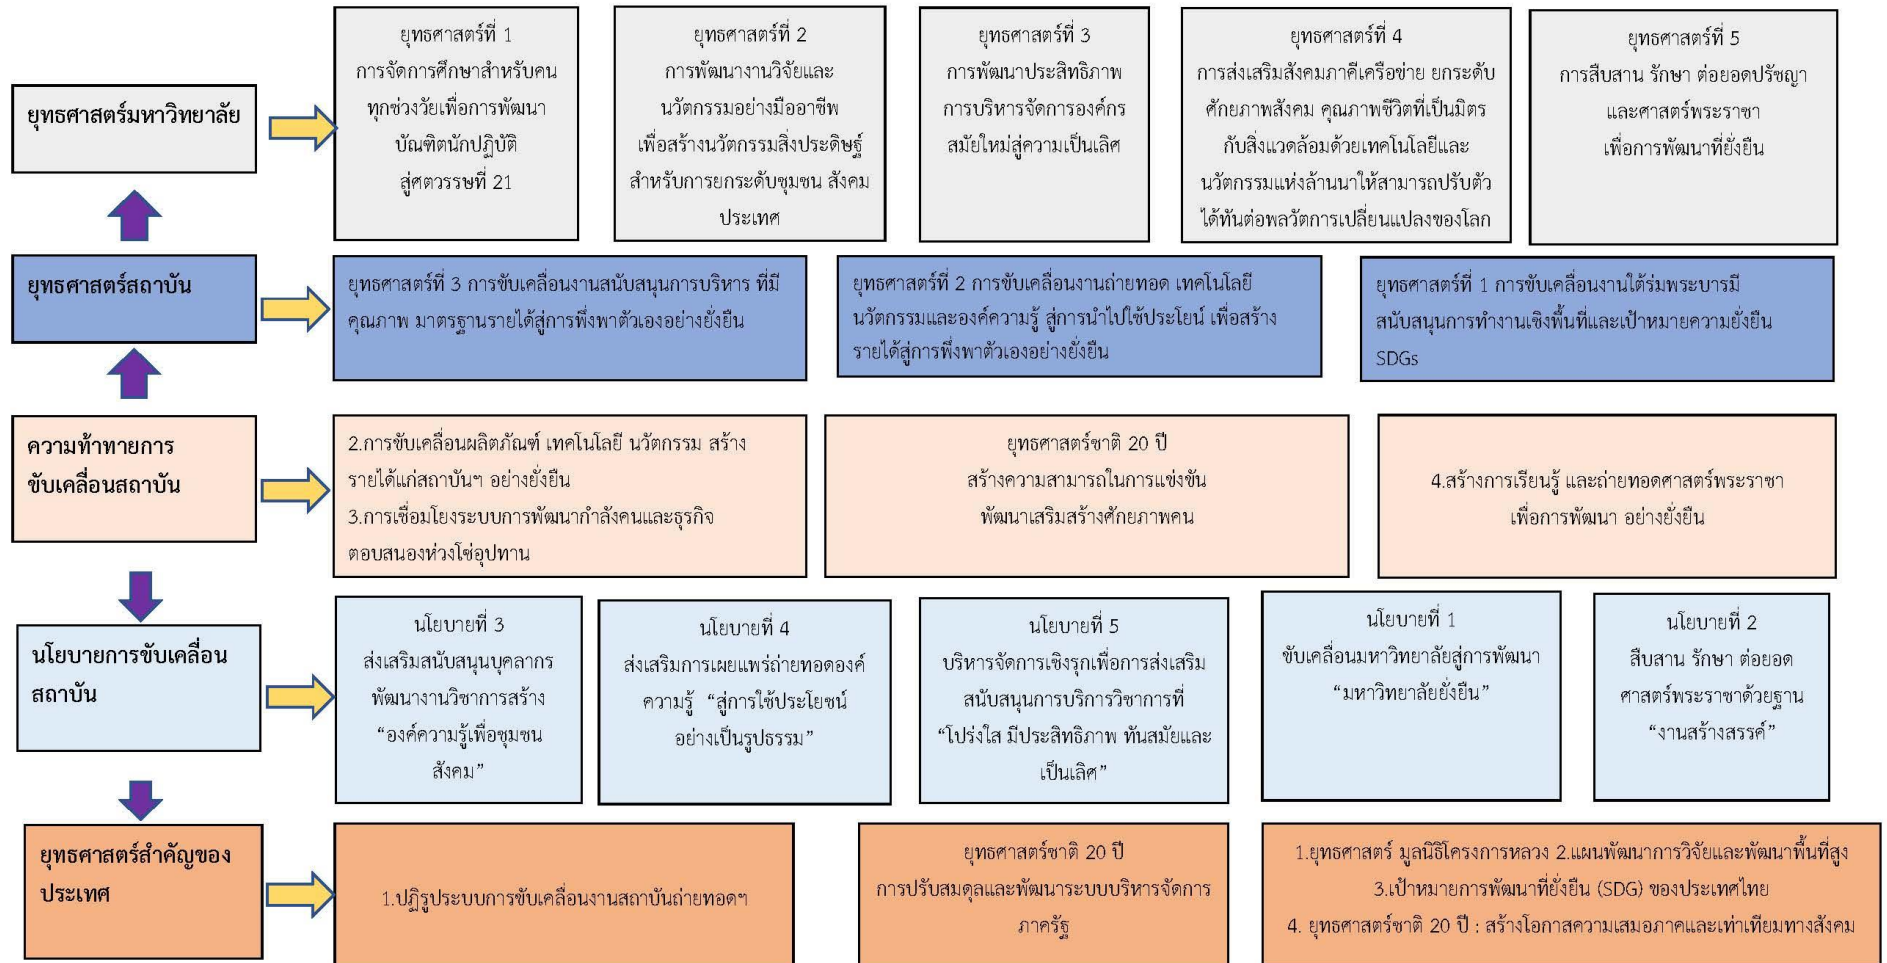 ยุทธศาสตร์มหาวิทยาลัย
ยุทธศาสตร์ที่ 1
การจัดการศึกษาสำหรับคน
ทุกช่วงวัยเพื่อการพัฒนา
บัณฑิตนักปฏิบัติ
สู่ศตวรรษที่ 21
ยุทธศาสตร์ที่ 2
การพัฒนางานวิจัยและ
นวัตกรรมอย่างมืออาชีพ
เพื่อสร้างนวัตกรรมสิ่งประดิษฐ์
สำหรับการยกระดับชุมชน สังคม
ประเทศ
ยุทธศาสตร์ที่ 3
การพัฒนาประสิทธิภาพ
การบริหารจัดการองค์กร
สมัยใหม่สู่ความเป็นเลิศ
ยุทธศาสตร์ที่ 4
การส่งเสริมสังคมภาคีเครือข่าย ยกระดับ
ศักยภาพสังคม คุณภาพชีวิตที่เป็นมิตร
กับสิ่งแวดล้อมด้วยเทคโนโลยีและ
นวัตกรรมแห่งล้านนาให้สามารถปรับตัว
ได้ทันต่อพลวัตการเปลี่ยนแปลงของโลก
ยุทธศาสตร์ที่ 5
การสืบสาน รักษา ต่อยอดปรัชญา
และศาสตร์พระราชา
เพื่อการพัฒนาที่ยั่งยืน
ยุทธศาสตร์สถาบัน
ยุทธศาสตร์ที่ 3 การขับเคลื่อนงานสนับสนุนการบริหาร ที่มี
คุณภาพ มาตรฐานรายได้สู่การพึ่งพาตัวเองอย่างยั่งยืน
ยุทธศาสตร์ที่ 2 การขับเคลื่อนงานถ่ายทอด เทคโนโลยี
นวัตกรรมและองค์ความรู้ สู่การนำไปใช้ประโยน์ เพื่อสร้าง
รายได้สู่การพึ่งพาตัวเองอย่างยั่งยืน
ยุทธศาสตร์ที่ 1 การขับเคลื่อนงานใต้ร่มพระบารมี
สนับสนุนการทำงานเชิงพื้นที่และเป้าหมายความยั่งยืน
SDGs
ความท้าทายการ
ขับเคลื่อนสถาบัน
2.การขับเคลื่อนผลิตภัณฑ์ เทคโนโลยี นวัตกรรม สร้าง
รายได้แก่สถาบันฯ อย่างยั่งยืน
3.การเชื่อมโยงระบบการพัฒนากำลังคนและธุรกิจ
ตอบสนองห่วงโซ่อุปทาน
ยุทธศาสตร์ชาติ 20 ปี
สร้างความสามารถในการแข่งขัน
พัฒนาเสริมสร้างศักยภาพคน
4.สร้างการเรียนรู้ และถ่ายทอดศาสตร์พระราชา
เพื่อการพัฒนา อย่างยั่งยืน
นโยบายการขับเคลื่อน
สถาบัน
นโยบายที่ 3
ส่งเสริมสนับสนุนบุคลากร
พัฒนางานวิชาการสร้าง
“องค์ความรู้เพื่อชุมชน
สังคม”
นโยบายที่ 4
ส่งเสริมการเผยแพร่ถ่ายทอดองค์
ความรู้ “สู่การใช้ประโยชน์
อย่างเป็นรูปธรรม”
นโยบายที่ 5
บริหารจัดการเชิงรุกเพื่อการส่งเสริม
สนับสนุนการบริการวิชาการที่
“โปร่งใส มีประสิทธิภาพ ทันสมัยและ
เป็นเลิศ”
นโยบายที่ 1
ขับเคลื่อนมหาวิทยาลัยสู่การพัฒนา
“มหาวิทยาลัยยั่งยืน”
นโยบายที่ 2
สืบสาน รักษา ต่อยอด
ศาสตร์พระราชาด้วยฐาน
“งานสร้างสรรค์”
ยุทธศาสตร์สำคัญของ
ประเทศ
1.ปฏิรูประบบการขับเคลื่อนงานสถาบันถ่ายทอดฯ
ยุทธศาสตร์ชาติ 20 ปี
การปรับสมดุลและพัฒนาระบบบริหารจัดการ
ภาครัฐ
1.ยุทธศาสตร์ มูลนิธิโครงการหลวง 2.แผนพัฒนาการวิจัยและพัฒนาพื้นที่สูง
3.เป้าหมายการพัฒนาที่ยั่งยืน (SDG) ของประเทศไทย
4. ยุทธศาสตร์ชาติ 20 ปี : สร้างโอกาสความเสมอภาคและเท่าเทียมทางสังคม